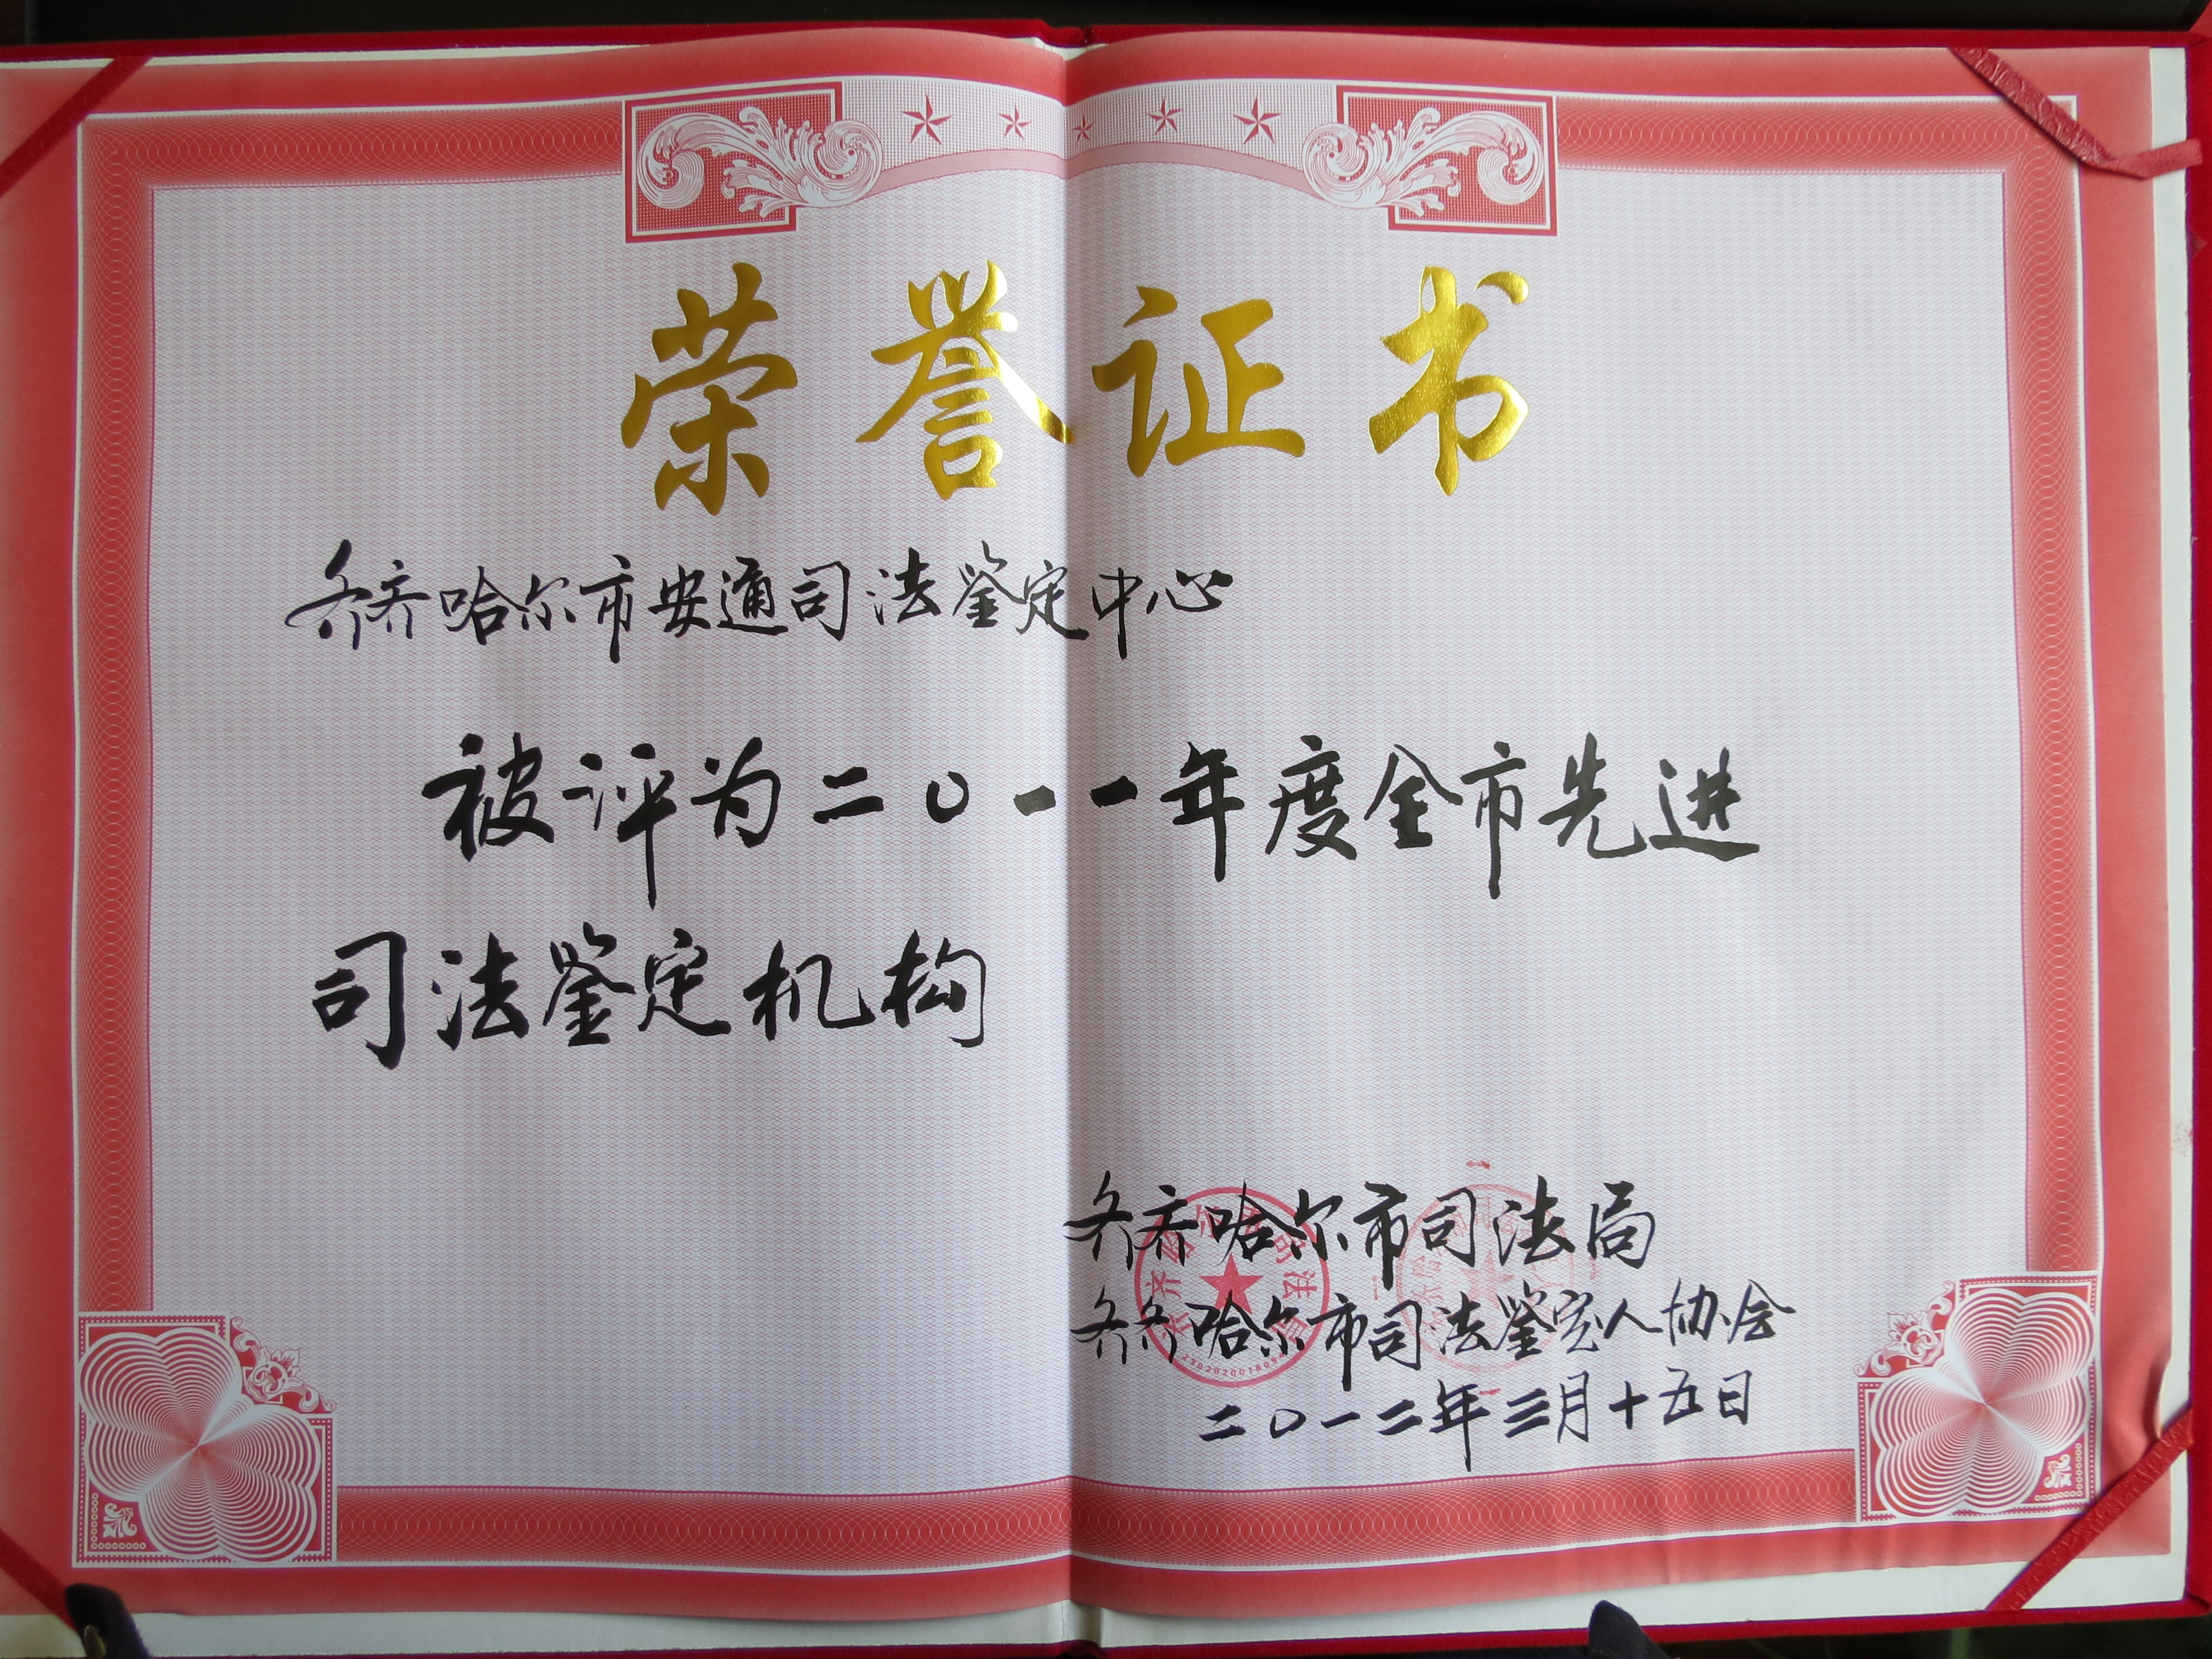 荣誉证书
齐齐哈尔市安通司法鉴定中心
被评为二〇一一年度全市先进
司法鉴定机构
齐齐哈尔市司法局
齐齐哈尔市司法鉴定人协会
二〇一二年三月十五日